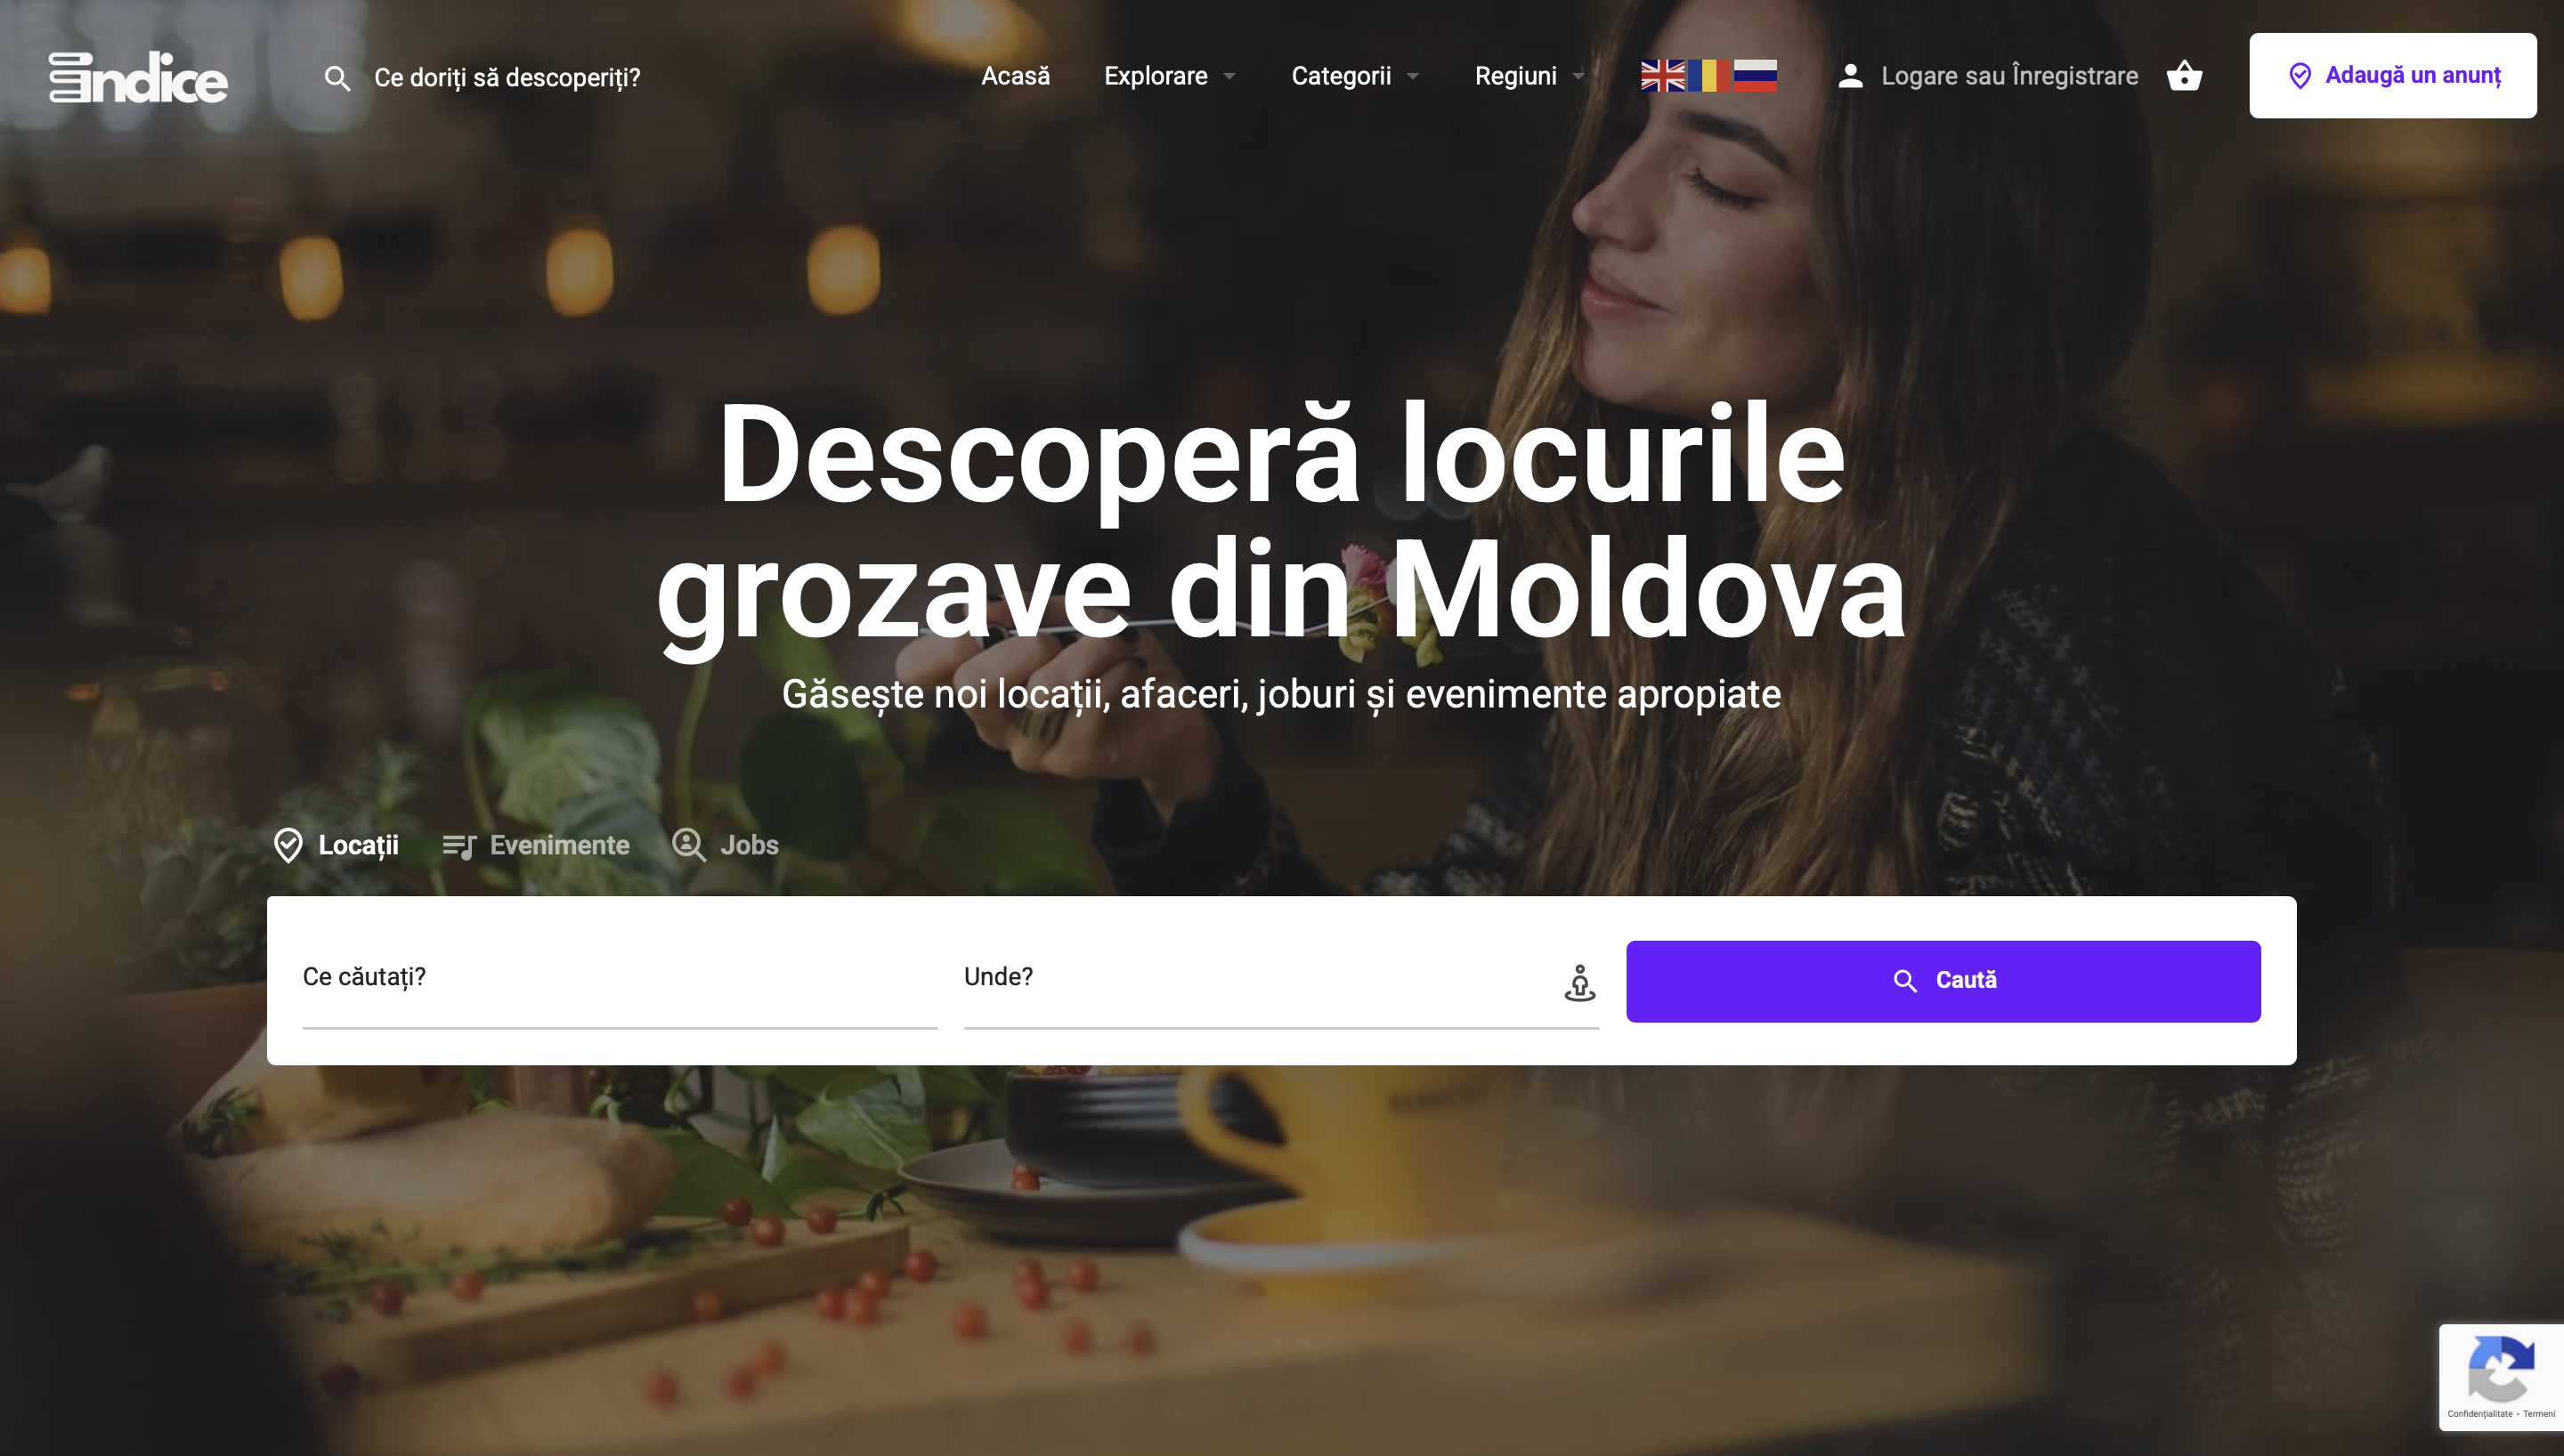 indice
Ce doriți să descoperiți?
Acasă
Explorare
Categorii
Regiuni
Logare sau Înregistrare
Adaugă un anunț
Descoperă locurile
grozave din Moldova
Găsește noi locații, afaceri, joburi și evenimente apropiate
Locații
Evenimente
Jobs
Ce căutați?
Unde?
Caută
Confidențialitate - Termeni